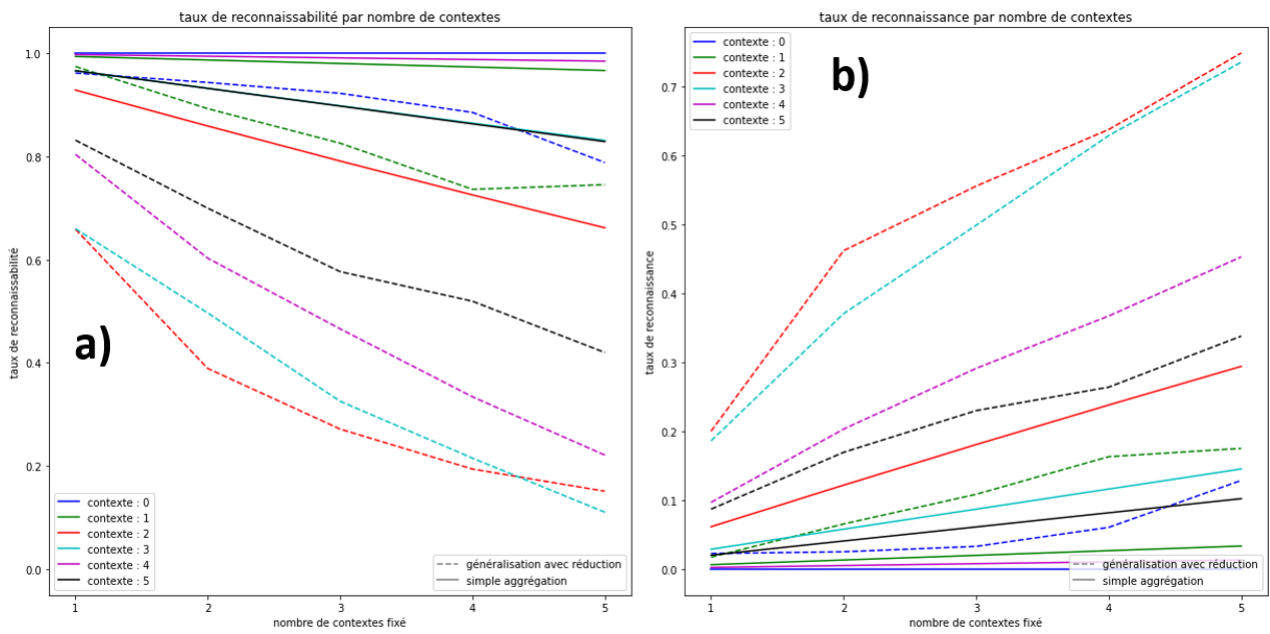 taux de reconnaissabilité par nombre de contextes
1.0
0.8
0.6
0.4
0.2
0.0
taux de reconnaissabilité
a)
contexte : 0
contexte : 1
contexte : 2
contexte : 3
contexte : 4
contexte : 5
généralisation avec réduction
simple aggrégation
1 2 3 4 5
nombre de contextes fixé
taux de reconnaissance par nombre de contextes
contexte : 0
contexte : 1
contexte : 2
contexte : 3
contexte : 4
contexte : 5
b)
0.7
0.6
0.5
0.4
0.3
0.2
0.1
0.0
taux de reconnaissance
généralisation avec réduction
simple aggrégation
1 2 3 4 5
nombre de contextes fixé